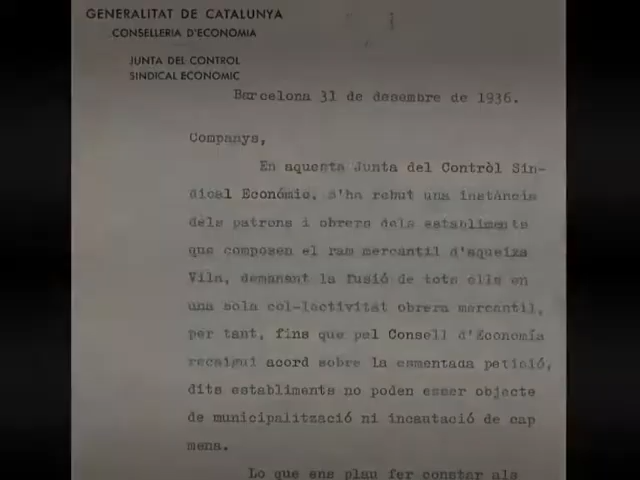 GENERALITAT DE CATALUNYA
CONSELLERIA D'ECONOMIA
JUNTA DEL CONTROL
SINDICAL ECONOMIC
Barcelona 31 de desembre de 1936.
Companys,
En aquesta Junta del Contròl Sin-
dical Económic, s'ha rebut una instància
dels patrons i obrers dels establiments
que composen el ram mercantil d'aqueixa
Vila, demanant la fusió de tots ells en
una sola col-lectivitat obrera mercantil,
per tant, fins que pel Consell d'Economía
recaigui acord sobre la esmentada petició,
dits establiments no poden esser objecte
de municipalització ni incautació de cap
mena.
Lo que ens plau fer constar als